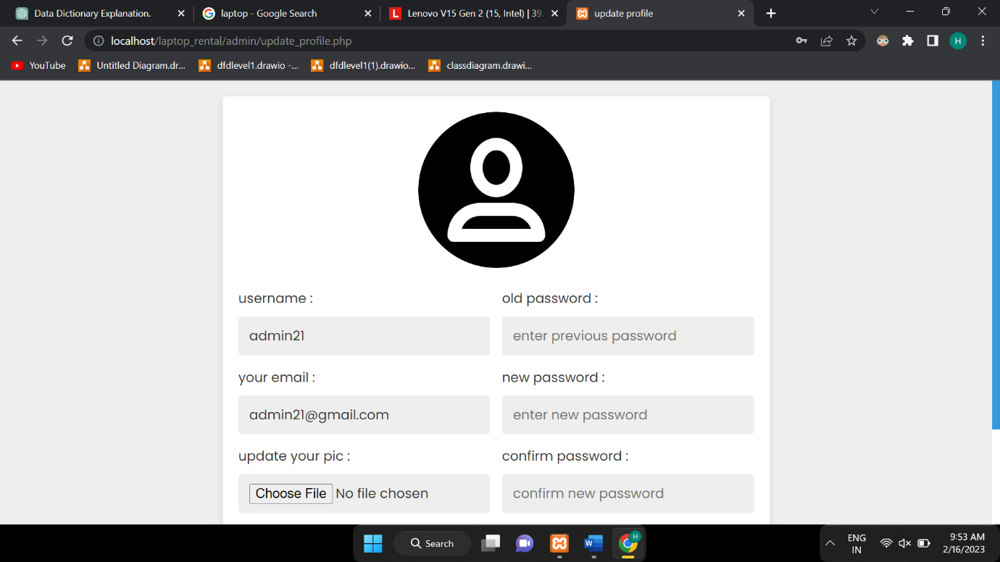 Data Dictionary Explanation.
laptop - Google Search
L Lenovo V15 Gen 2 (15, Intel) | 39.
update profile
localhost/laptop_rental/admin/update_profile.php
H
YouTube
Untitled Diagram.dr...
dfdlevel1.drawio -...
dfdlevel1(1).drawio...
classdiagram.drawi...
username :
old password :
admin21
enter previous password
your email :
new password :
admin21@gmail.com
enter new password
update your pic :
confirm password :
Choose File No file chosen
confirm new password
Search
W
H
ENG
IN
9:53 AM
2/16/2023